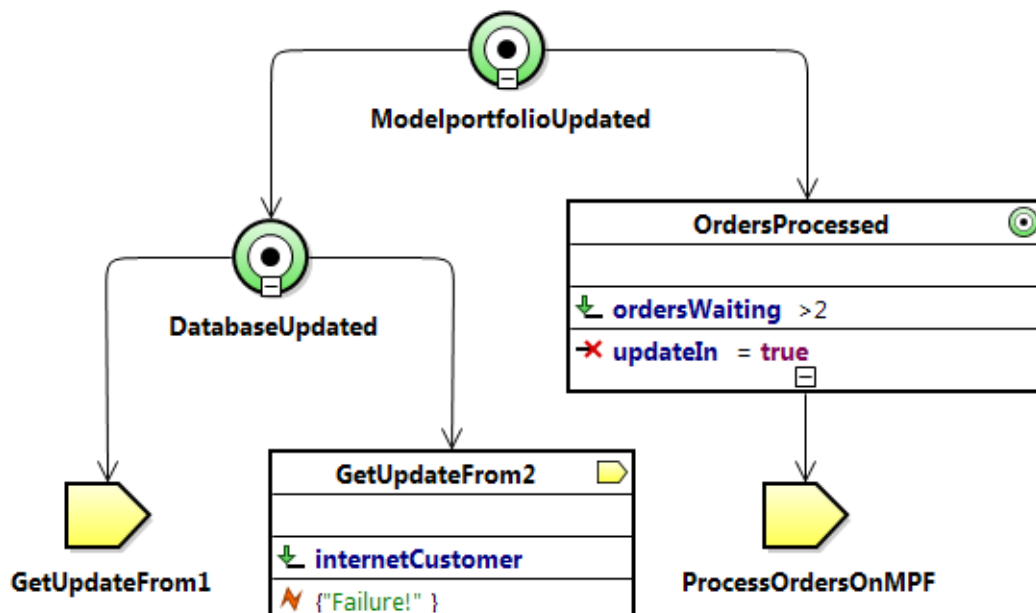 ModelportfolioUpdated
OrdersProcessed
ordersWaiting >2
DatabaseUpdated
updateIn = true
GetUpdateFrom2
internetCustomer
GetUpdateFrom1
ProcessOrdersOnMPF
{"Failure!" }